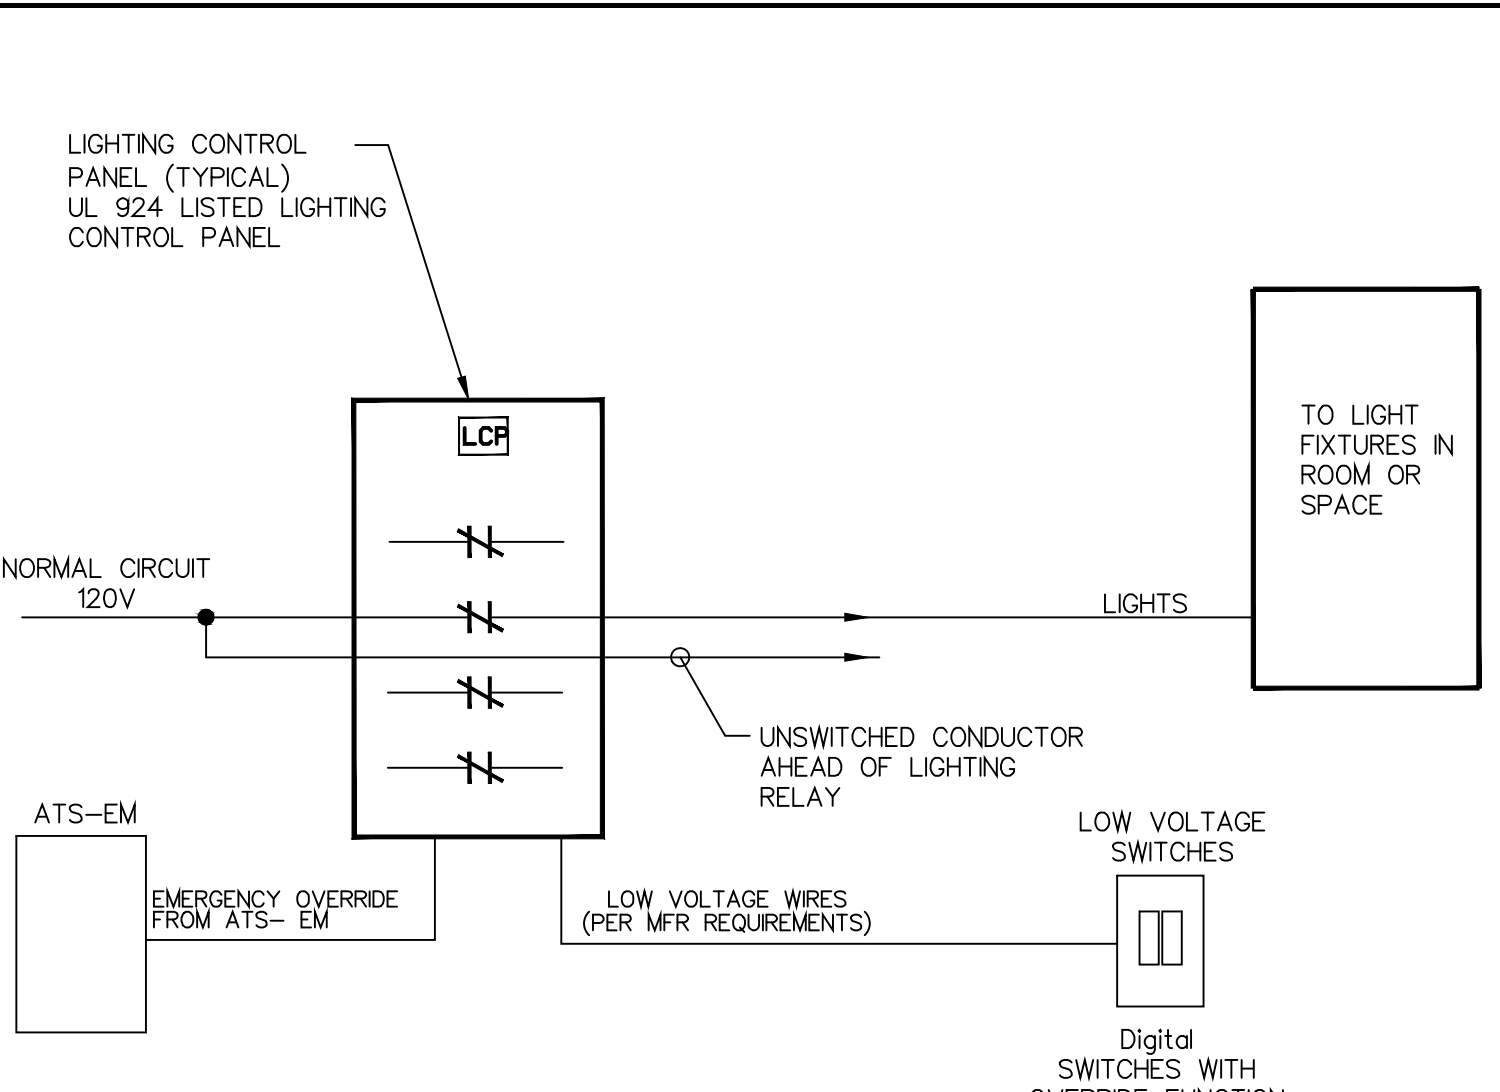 LIGHTING CONTROL
PANEL (TYPICAL)
UL 924 LISTED LIGHTING
CONTROL PANEL
LCP
TO LIGHT
FIXTURES IN
ROOM OR
SPACE
NORMAL CIRCUIT
120V
LIGHTS
UNSWITCHED CONDUCTOR
AHEAD OF LIGHTING
RELAY
ATS-EM
EMERGENCY OVERRIDE
FROM ATS- EM
LOW VOLTAGE WIRES
(PER MFR REQUIREMENTS)
LOW VOLTAGE
SWITCHES
Digital
SWITCHES WITH
OVERRIDE FUNCTION